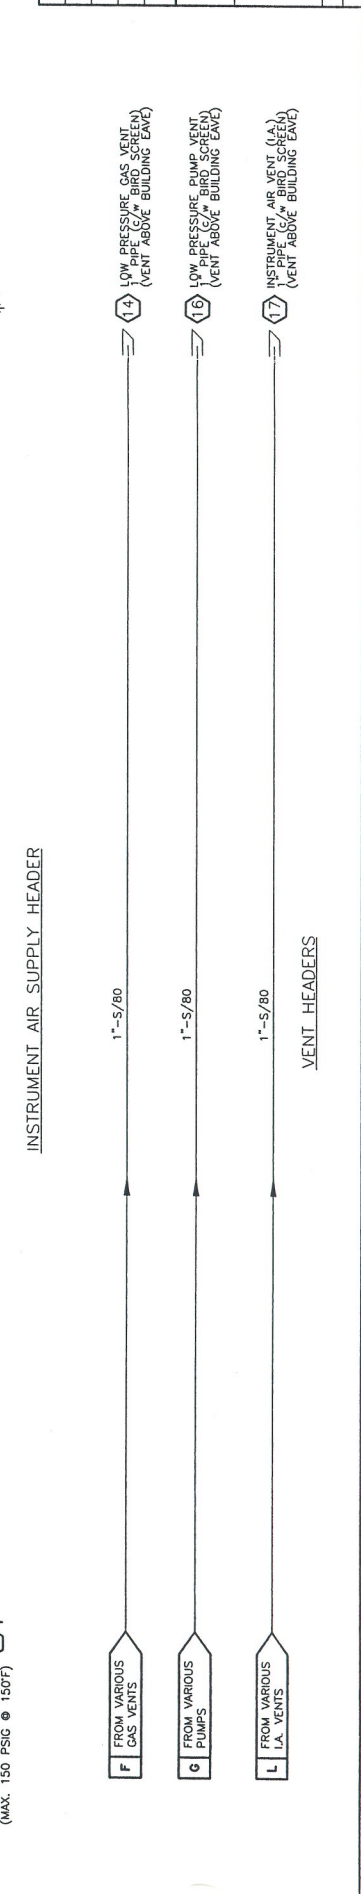 (MAX. 150 PSIG @ 150°F)
INSTRUMENT AIR SUPPLY HEADER
F
FROM VARIOUS
GAS VENTS
1"-S/80
14
LOW PRESSURE GAS VENT
1" PIPE (c/w BIRD SCREEN)
(VENT ABOVE BUILDING EAVE)
G
FROM VARIOUS
PUMPS
1"-S/80
16
LOW PRESSURE PUMP VENT
1" PIPE (c/w BIRD SCREEN)
(VENT ABOVE BUILDING EAVE)
L
FROM VARIOUS
I.A. VENTS
1"-S/80
17
INSTRUMENT AIR VENT (I.A.)
1" PIPE (c/w BIRD SCREEN)
(VENT ABOVE BUILDING EAVE)
VENT HEADERS